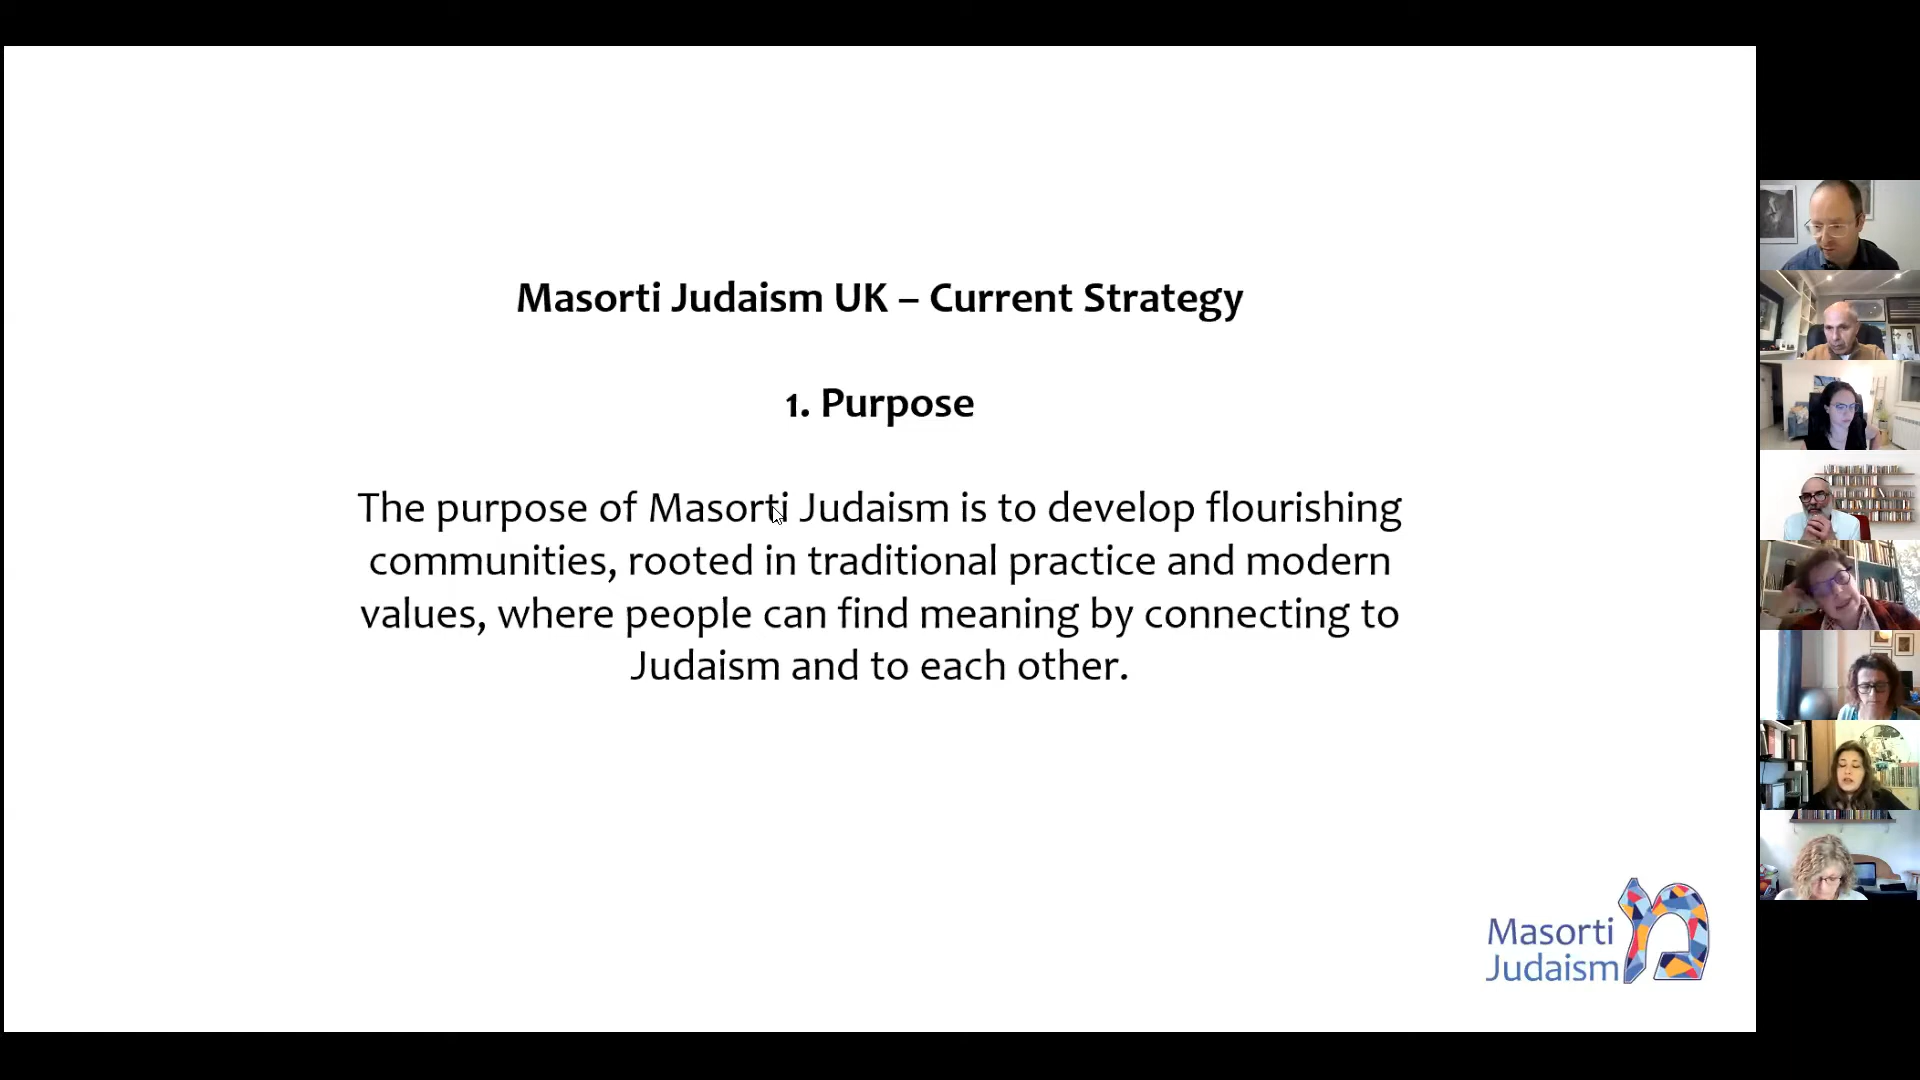 Masorti Judaism UK – Current Strategy
1. Purpose
The purpose of Masorti Judaism is to develop flourishing
communities, rooted in traditional practice and modern
values, where people can find meaning by connecting to
Judaism and to each other.
Masorti
Judaism